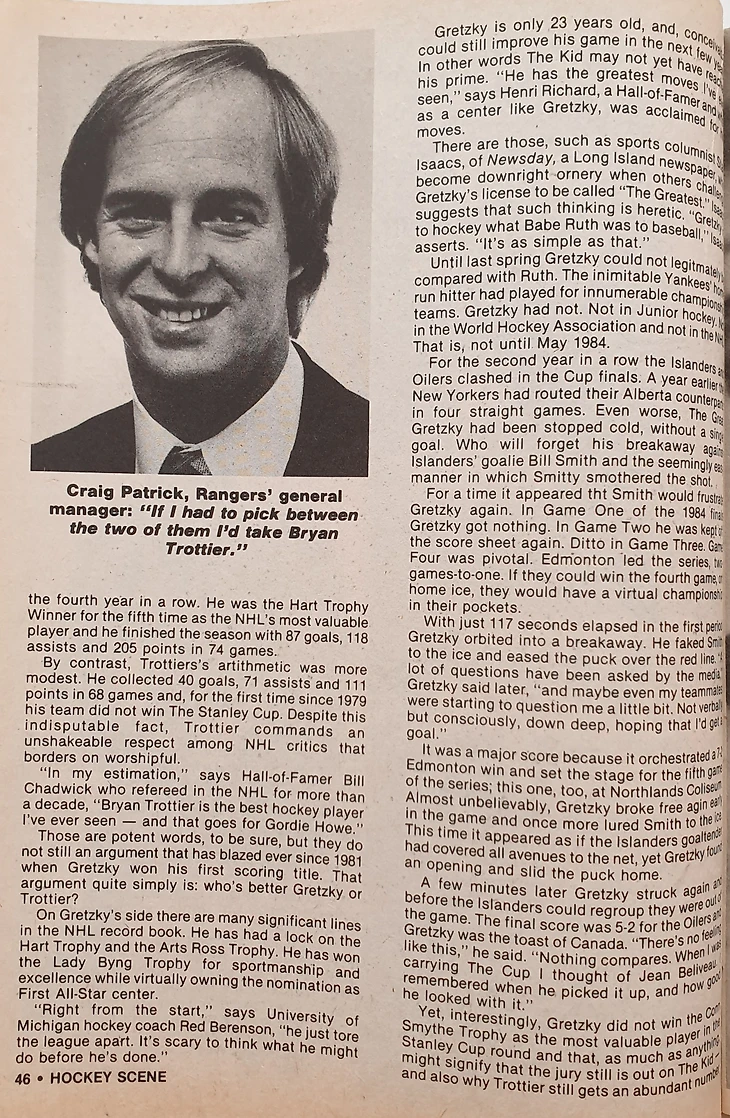 Craig Patrick, Rangers' general
manager: "If I had to pick between
the two of them I'd take Bryan
Trottier."
the fourth year in a row. He was the Hart Trophy
Winner for the fifth time as the NHL's most valuable
player and he finished the season with 87 goals, 118
assists and 205 points in 74 games.
By contrast, Trottiers's artithmetic was more
modest. He collected 40 goals, 71 assists and 111
points in 68 games and, for the first time since 1979
his team did not win The Stanley Cup. Despite this
indisputable fact, Trottier commands an
unshakeable respect among NHL critics that
borders on worshipful.
"In my estimation," says Hall-of-Famer Bill
Chadwick who refereed in the NHL for more than
a decade, "Bryan Trottier is the best hockey player
I've ever seen — and that goes for Gordie Howe."
Those are potent words, to be sure, but they do
not still an argument that has blazed ever since 1981
when Gretzky won his first scoring title. That
argument quite simply is: who's better Gretzky or
Trottier?
On Gretzky's side there are many significant lines
in the NHL record book. He has had a lock on the
Hart Trophy and the Arts Ross Trophy. He has won
the Lady Byng Trophy for sportmanship and
excellence while virtually owning the nomination as
First All-Star center.
"Right from the start," says University of
Michigan hockey coach Red Berenson, "he just tore
the league apart. It's scary to think what he might
do before he's done."
46 • HOCKEY SCENE
Gretzky is only 23 years old, and,
could still improve his game in the next few
In other words The Kid may not yet have
his prime. "He has the greatest moves I've
seen," says Henri Richard, a Hall-of-Famer and
as a center like Gretzky, was acclaimed for
moves.
There are those, such as sports columnist
Isaacs, of Newsday, a Long Island newspaper,
become downright ornery when others
Gretzky's license to be called "The Greatest."
suggests that such thinking is heretic.
to hockey what Babe Ruth was to baseball,"
asserts. "It's as simple as that."
Until last spring Gretzky could not legitmately
compared with Ruth. The inimitable Yankees'
run hitter had played for innumerable
teams. Gretzky had not. Not in Junior hockey.
in the World Hockey Association and not in the
That is, not until May 1984.
For the second year in a row the Islanders
Oilers clashed in the Cup finals. A year earlier
New Yorkers had routed their Alberta
in four straight games. Even worse, The
Gretzky had been stopped cold, without a
goal. Who will forget his breakaway
Islanders' goalie Bill Smith and the seemingly
manner in which Smitty smothered the shot.
For a time it appeared tht Smith would
Gretzky again. In Game One of the 1984
Gretzky got nothing. In Game Two he was kept
the score sheet again. Ditto in Game Three. Game
Four was pivotal. Edmonton led the series, two
games-to-one. If they could win the fourth game,
home ice, they would have a virtual
in their pockets.
With just 117 seconds elapsed in the first period
Gretzky orbited into a breakaway. He faked Smith
to the ice and eased the puck over the red line.
lot of questions have been asked by the media,"
Gretzky said later, "and maybe even my
were starting to question me a little bit. Not
but consciously, down deep, hoping that I'd get a
goal."
It was a major score because it orchestrated a
Edmonton win and set the stage for the fifth game
of the series; this one, too, at Northlands Coliseum
Almost unbelievably, Gretzky broke free agin early
in the game and once more lured Smith to the ice
This time it appeared as if the Islanders goaltender
had covered all avenues to the net, yet Gretzky found
an opening and slid the puck home.
A few minutes later Gretzky struck again and
before the Islanders could regroup they were out of
the game. The final score was 5-2 for the Oilers and
Gretzky was the toast of Canada. "There's no feeling
like this," he said. "Nothing compares. When I was
carrying The Cup I thought of Jean Beliveau.
remembered when he picked it up, and how good
he looked with it."
Yet, interestingly, Gretzky did not win the
Smythe Trophy as the most valuable player in the
Stanley Cup round and that, as much as anything
might signify that the jury still is out on The Kid —
and also why Trottier still gets an abundant number